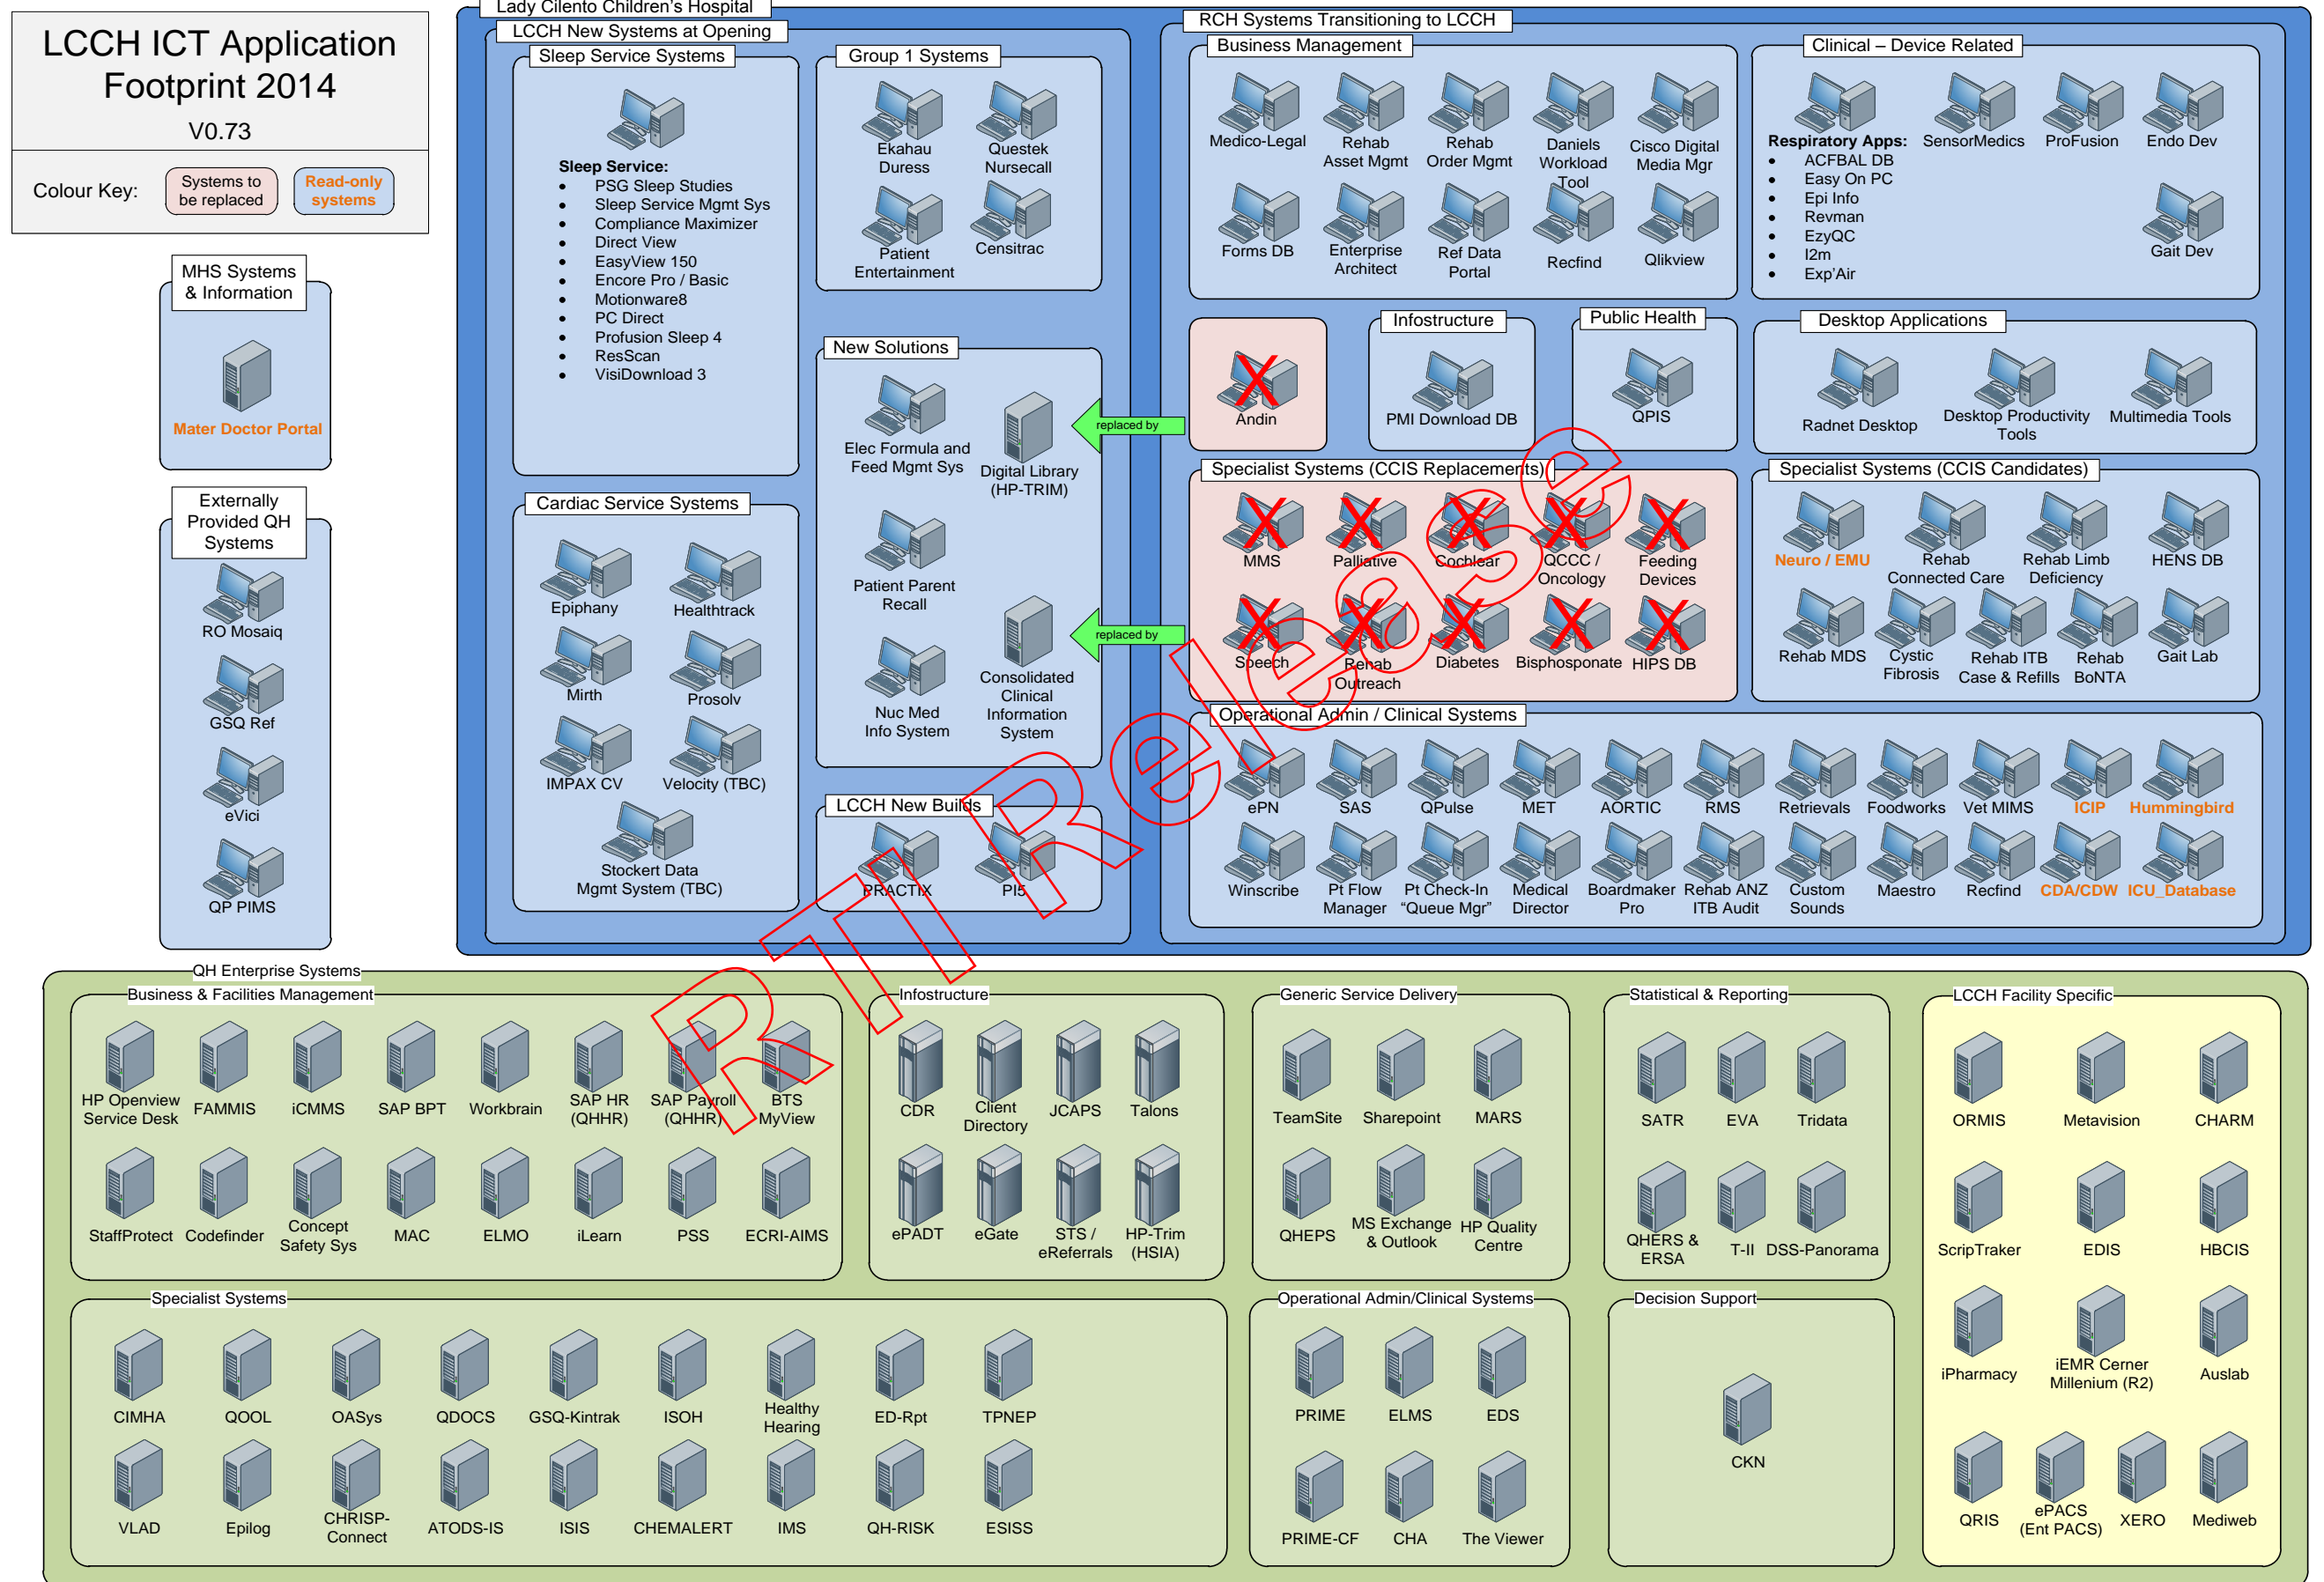 LCCH ICT Application
Footprint 2014
V0.73
Colour Key:
Systems to
be replaced
Read-only
systems
MHS Systems
& Information
Mater Doctor Portal
Externally
Provided QH
Systems
RO Mosaiq
GSQ Ref
eVici
QP PIMS
Lady Cilento Children's Hospital
LCCH New Systems at Opening
Sleep Service Systems
Sleep Service:
• PSG Sleep Studies
• Sleep Service Mgmt Sys
• Compliance Maximizer
• Direct View
• EasyView 150
• Encore Pro / Basic
• Motionware8
• PC Direct
• Profusion Sleep 4
• ResScan
• VisiDownload 3
Group 1 Systems
Ekahau
Duress
Questek
Nursecall
Patient
Entertainment
Censitrac
New Solutions
Elec Formula and
Feed Mgmt Sys
Digital Library
(HP-TRIM)
Patient Parent
Recall
Nuc Med
Info System
Consolidated
Clinical
Information
System
Cardiac Service Systems
Epiphany
Healthtrack
Mirth
Prosolv
IMPAX CV
Velocity (TBC)
Stockert Data
Mgmt System (TBC)
LCCH New Builds
PRACTIX
PI5
RCH Systems Transitioning to LCCH
Business Management
Medico-Legal
Rehab
Asset Mgmt
Rehab
Order Mgmt
Daniels
Workload
Tool
Cisco Digital
Media Mgr
Forms DB
Enterprise
Architect
Ref Data
Portal
Recfind
Qlikview
Clinical – Device Related
Respiratory Apps:
• ACFBAL DB
• Easy On PC
• Epi Info
• Revman
• EzyQC
• I2m
• Exp'Air
SensorMedics
ProFusion
Endo Dev
Gait Dev
replaced by
Andin
Infostructure
PMI Download DB
Public Health
QPIS
Desktop Applications
Radnet Desktop
Desktop Productivity
Tools
Multimedia Tools
replaced by
Specialist Systems (CCIS Replacements)
MMS
Palliative
Cochlear
QCCC /
Oncology
Feeding
Devices
Speech
Rehab
Outreach
Diabetes
Bisphosponate
HIPS DB
Specialist Systems (CCIS Candidates)
Neuro / EMU
Rehab
Connected Care
Rehab Limb
Deficiency
HENS DB
Rehab MDS
Cystic
Fibrosis
Rehab ITB
Case & Refills
Rehab
BoNTA
Gait Lab
Operational Admin / Clinical Systems
ePN
SAS
QPulse
MET
AORTIC
RMS
Retrievals
Foodworks
Vet MIMS
ICIP
Hummingbird
Winscribe
Pt Flow
Manager
Pt Check-In
“Queue Mgr”
Medical
Director
Boardmaker
Pro
Rehab ANZ
ITB Audit
Custom
Sounds
Maestro
Recfind
CDA/CDW
ICU_Database
RTI Release
QH Enterprise Systems
Business & Facilities Management
HP Openview
Service Desk
FAMMIS
iCMMS
SAP BPT
Workbrain
SAP HR
(QHHR)
SAP Payroll
(QHHR)
BTS
MyView
StaffProtect
Codefinder
Concept
Safety Sys
MAC
ELMO
iLearn
PSS
ECRI-AIMS
Infostructure
CDR
Client
Directory
JCAPS
Talons
ePADT
eGate
STS /
eReferrals
HP-Trim
(HSIA)
Generic Service Delivery
TeamSite
Sharepoint
MARS
QHEPS
MS Exchange
& Outlook
HP Quality
Centre
Statistical & Reporting
SATR
EVA
Tridata
QHERS &
ERSA
T-II
DSS-Panorama
LCCH Facility Specific
ORMIS
Metavision
CHARM
ScripTraker
EDIS
HBCIS
iPharmacy
iEMR Cerner
Millenium (R2)
Auslab
QRIS
ePACS
(Ent PACS)
XERO
Mediweb
Specialist Systems
CIMHA
QOOL
OASys
QDOCS
GSQ-Kintrak
ISOH
Healthy
Hearing
ED-Rpt
TPNEP
VLAD
Epilog
CHRISP-
Connect
ATODS-IS
ISIS
CHEMALERT
IMS
QH-RISK
ESISS
Operational Admin/Clinical Systems
PRIME
ELMS
EDS
PRIME-CF
CHA
The Viewer
Decision Support
CKN